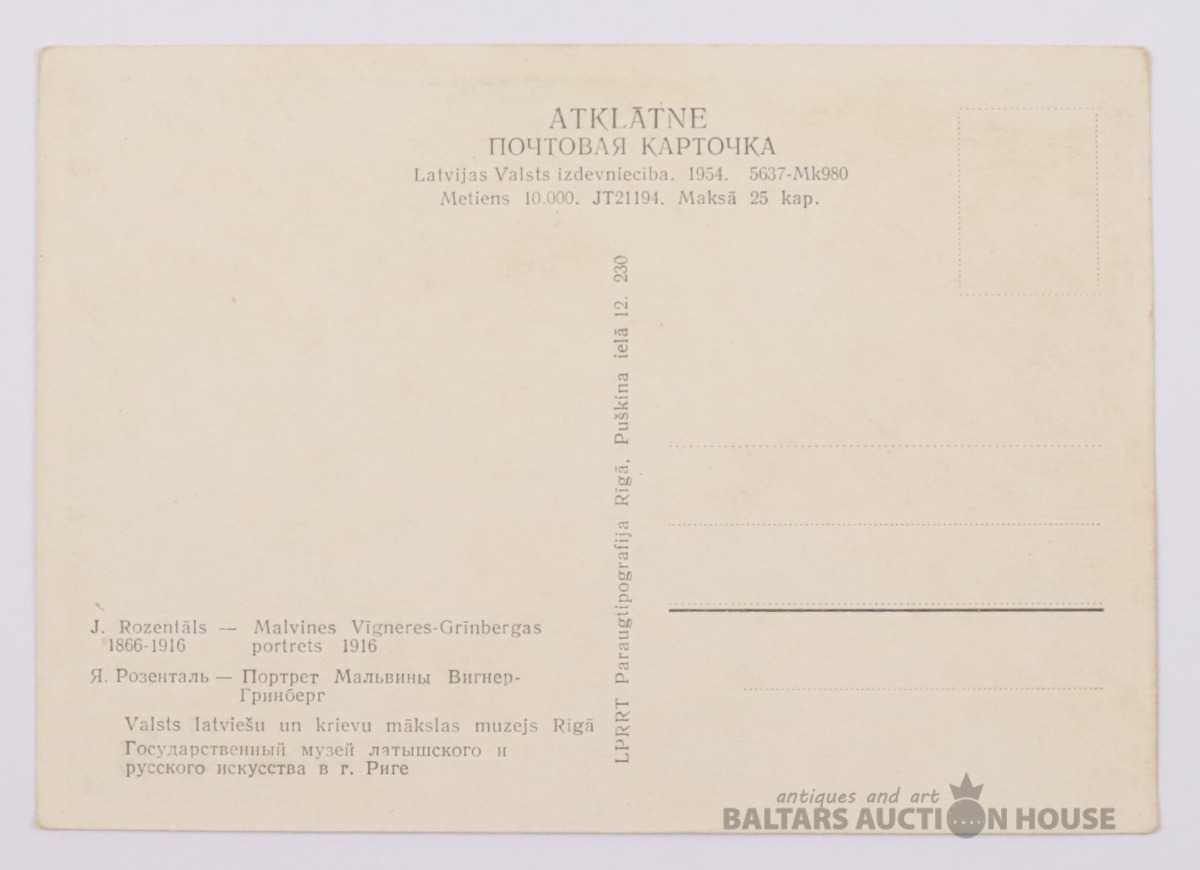 ATKLĀTNE
ПОЧТОВАЯ КАРТОЧКА
Latvijas Valsts izdevniecība. 1954. 5637-Mk980
Metiens 10.000. JT21194. Maksā 25 kap.
LPRRT Paraugtipografija Rīgā, Puškina ielā 12. 230
J. Rozentāls — Malvines Vīgneres-Grīnbergas
1866-1916 portrets 1916
Я. Розенталь — Портрет Мальвины Вигнер-
Гринберг
Valsts latviešu un krievu mākslas muzejs Rīgā
Государственный музей латышского и
русского искусства в г. Риге
antiques and art
BALTARS AUCTION HOUSE